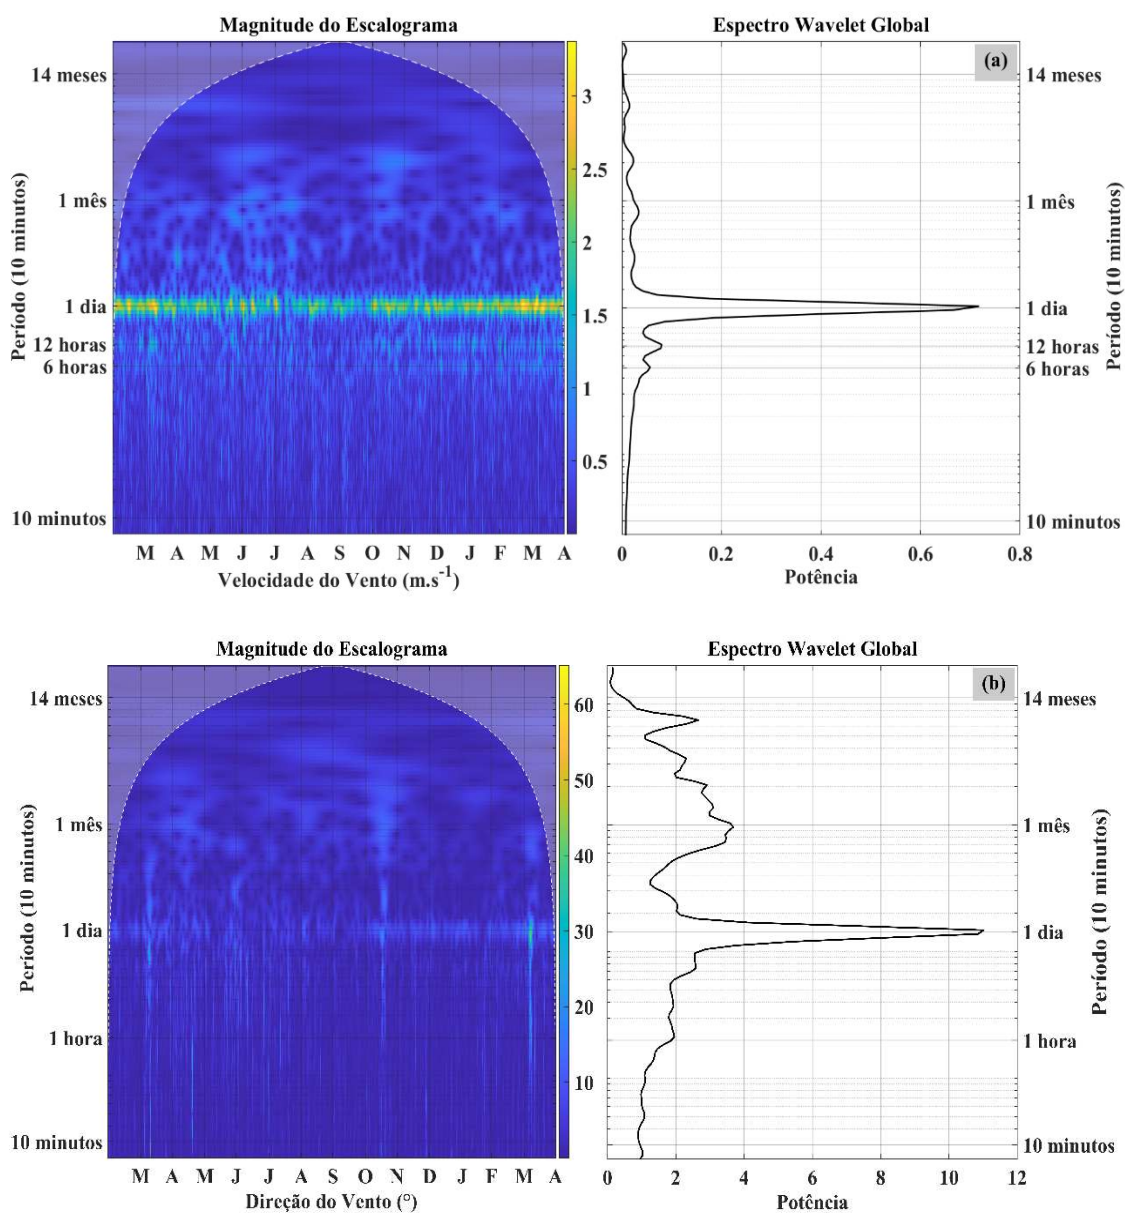 Magnitude do Escalograma
14 meses
1 mês
1 dia
12 horas
6 horas
10 minutos
Período (10 minutos)
M A M J J A S O N D J F M A
Velocidade do Vento (m.s-1)
3
2.5
2
1.5
1
0.5
Espectro Wavelet Global
(a)
14 meses
1 mês
1 dia
12 horas
6 horas
10 minutos
Período (10 minutos)
0 0.2 0.4 0.6 0.8
Potência
Magnitude do Escalograma
14 meses
1 mês
1 dia
1 hora
10 minutos
Período (10 minutos)
M A M J J A S O N D J F M A
Direção do Vento (°)
60
50
40
30
20
10
Espectro Wavelet Global
(b)
14 meses
1 mês
1 dia
1 hora
10 minutos
Período (10 minutos)
0 2 4 6 8 10 12
Potência